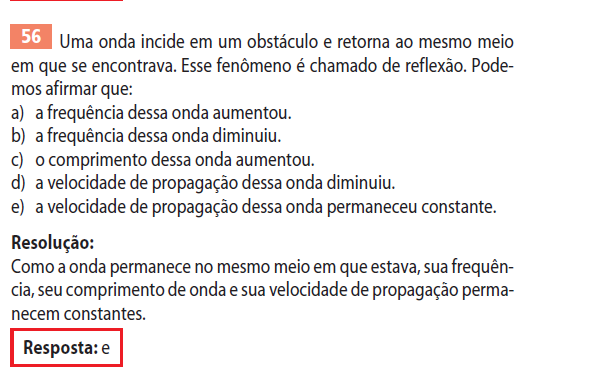 56 Uma onda incide em um obstáculo e retorna ao mesmo meio
em que se encontrava. Esse fenômeno é chamado de reflexão. Pode-
mos afirmar que:
a) a frequência dessa onda aumentou.
b) a frequência dessa onda diminuiu.
c) o comprimento dessa onda aumentou.
d) a velocidade de propagação dessa onda diminuiu.
e) a velocidade de propagação dessa onda permaneceu constante.
Resolução:
Como a onda permanece no mesmo meio em que estava, sua frequên-
cia, seu comprimento de onda e sua velocidade de propagação perma-
necem constantes.
Resposta: e